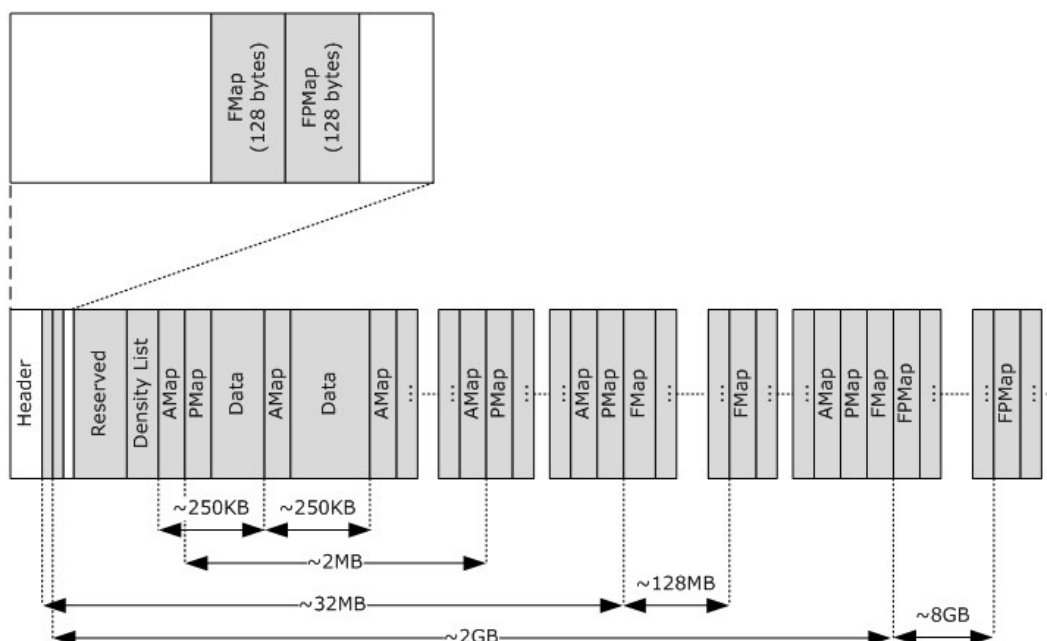 FMap
(128 bytes)
FPMap
(128 bytes)
Header
Reserved
Density List
AMap
PMap
Data
AMap
Data
AMap
...
...
AMap
PMap
...
...
AMap
PMap
FMap
...
...
FMap
...
...
AMap
PMap
FMap
FPMap
...
...
FPMap
...
~250KB
~250KB
~2MB
~128MB
~32MB
~8GB
~2GB